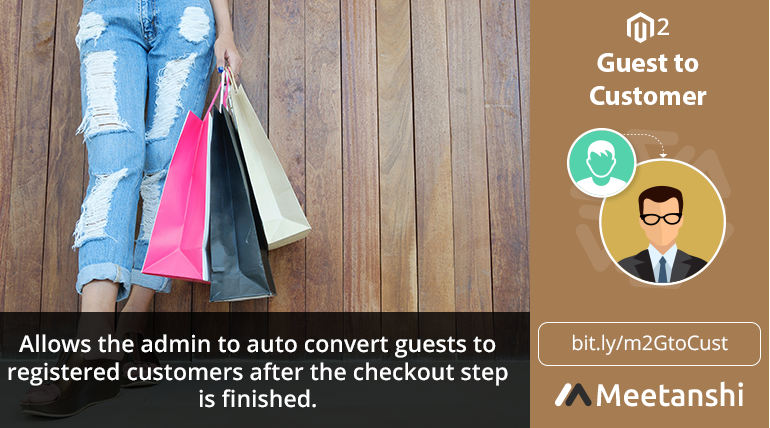 2
Guest to
Customer
Allows the admin to auto convert guests to
registered customers after the checkout step
is finished.
bit.ly/m2GtoCust
Meetanshi